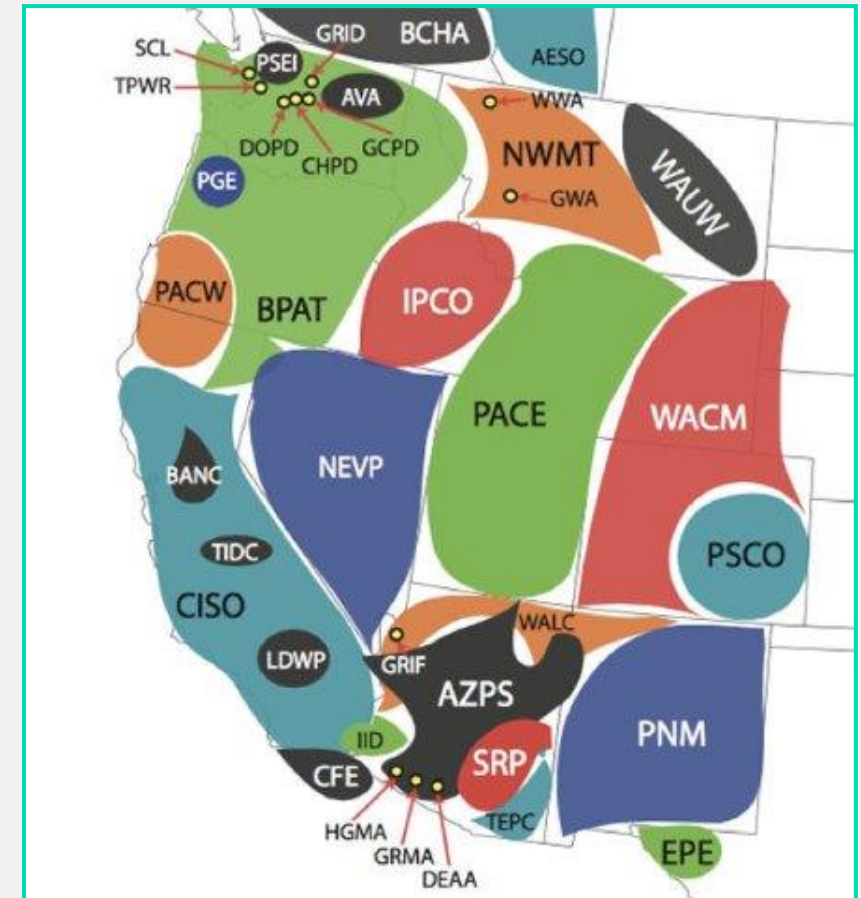 GRID
BCHA
SCL
PSEI
AESO
TPWR
AVA
WWA
DOPD
CHPD
GCPD
NWMT
WAUW
PGE
GWA
PACW
BPAT
IPCO
PACE
WACM
NEVP
BANC
TIDC
PSCO
CISO
WALC
LDWP
GRIF
AZPS
IID
PNM
CFE
SRP
TEPC
HGMA
GRMA
DEAA
EPE